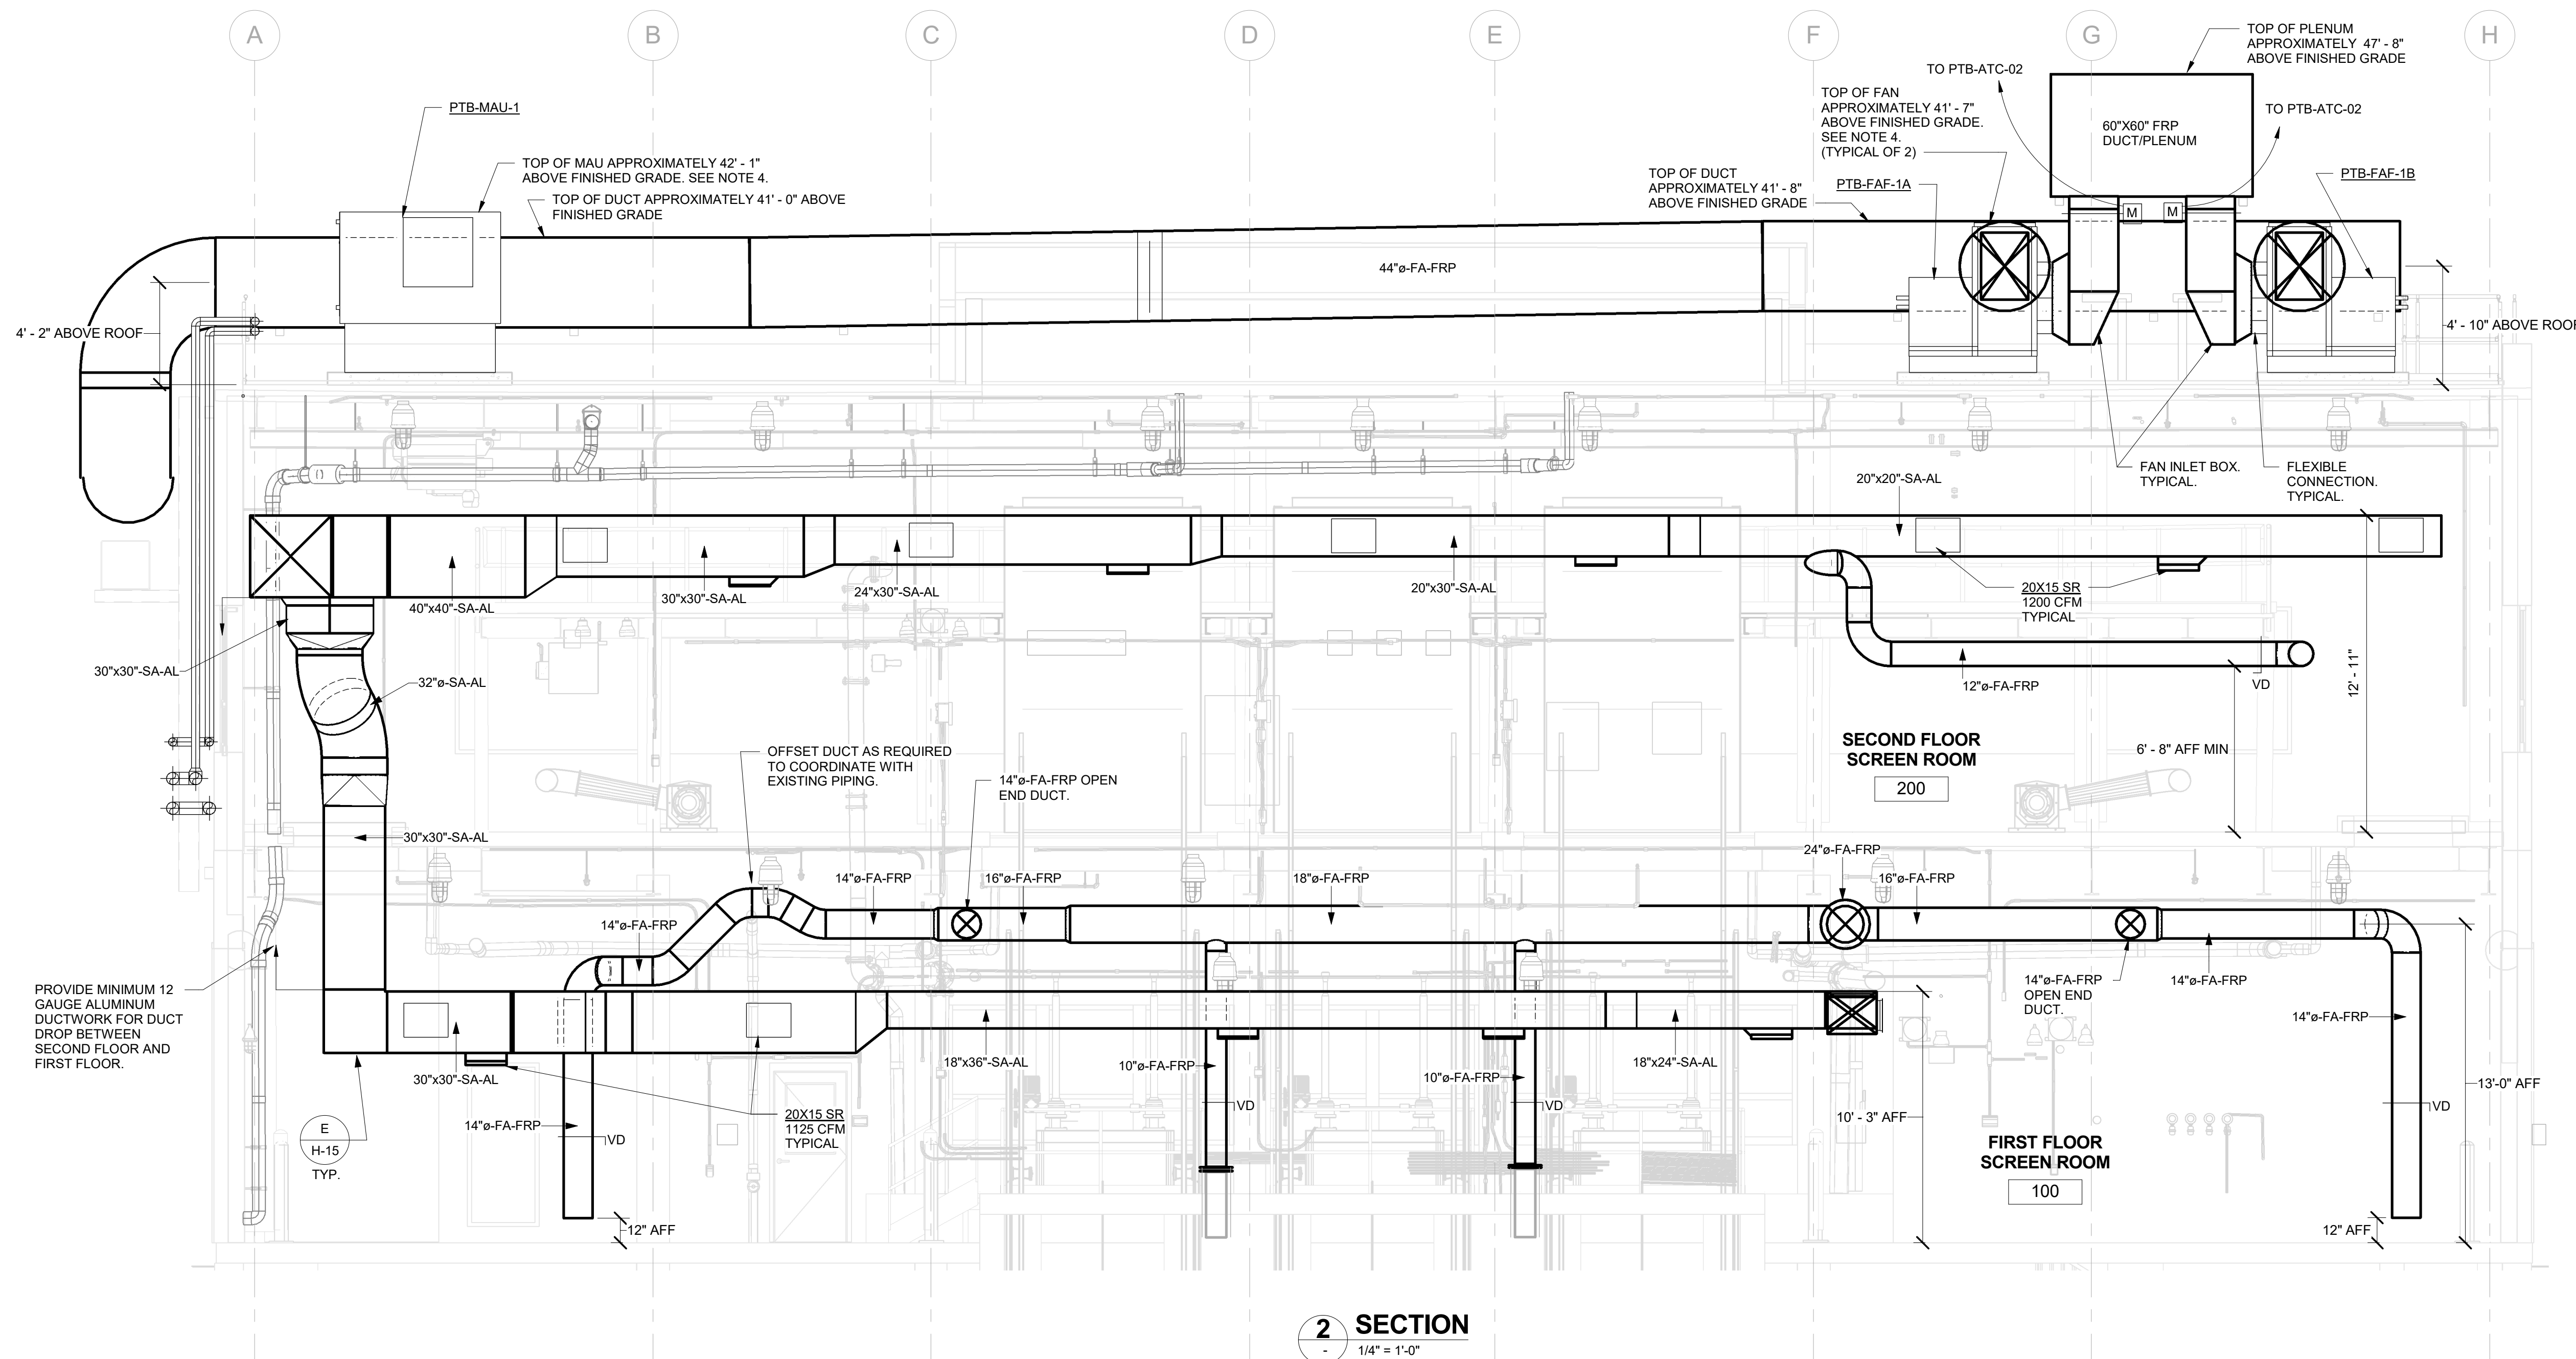 A
B
C
D
E
F
G
H
TOP OF PLENUM
APPROXIMATELY 47' - 8"
ABOVE FINISHED GRADE
TO PTB-ATC-02
TOP OF FAN
APPROXIMATELY 41' - 7"
ABOVE FINISHED GRADE.
SEE NOTE 4.
(TYPICAL OF 2)
TO PTB-ATC-02
PTB-MAU-1
60"X60" FRP
DUCT/PLENUM
TOP OF MAU APPROXIMATELY 42' - 1"
ABOVE FINISHED GRADE. SEE NOTE 4.
TOP OF DUCT
APPROXIMATELY 41' - 8"
ABOVE FINISHED GRADE
PTB-FAF-1A
PTB-FAF-1B
TOP OF DUCT APPROXIMATELY 41' - 0" ABOVE
FINISHED GRADE
M
M
44"ø-FA-FRP
4' - 2" ABOVE ROOF
4' - 10" ABOVE ROOF
FAN INLET BOX.
TYPICAL.
FLEXIBLE
CONNECTION.
TYPICAL.
20"x20"-SA-AL
40"x40"-SA-AL
30"x30"-SA-AL
24"x30"-SA-AL
20"x30"-SA-AL
20X15 SR
1200 CFM
TYPICAL
30"x30"-SA-AL
32"ø-SA-AL
12"ø-FA-FRP
VD
12' - 11"
SECOND FLOOR
SCREEN ROOM
200
6' - 8" AFF MIN
OFFSET DUCT AS REQUIRED
TO COORDINATE WITH
EXISTING PIPING.
14"ø-FA-FRP OPEN
END DUCT.
30"x30"-SA-AL
24"ø-FA-FRP
14"ø-FA-FRP
16"ø-FA-FRP
18"ø-FA-FRP
16"ø-FA-FRP
14"ø-FA-FRP
PROVIDE MINIMUM 12
GAUGE ALUMINUM
DUCTWORK FOR DUCT
DROP BETWEEN
SECOND FLOOR AND
FIRST FLOOR.
14"ø-FA-FRP
OPEN END
DUCT.
14"ø-FA-FRP
14"ø-FA-FRP
30"x30"-SA-AL
18"x36"-SA-AL
10"ø-FA-FRP
10"ø-FA-FRP
18"x24"-SA-AL
13'-0" AFF
VD
VD
VD
10' - 3" AFF
20X15 SR
1125 CFM
TYPICAL
14"ø-FA-FRP
VD
E
H-15
TYP.
FIRST FLOOR
SCREEN ROOM
100
12" AFF
12" AFF
2
-
SECTION
1/4" = 1'-0"